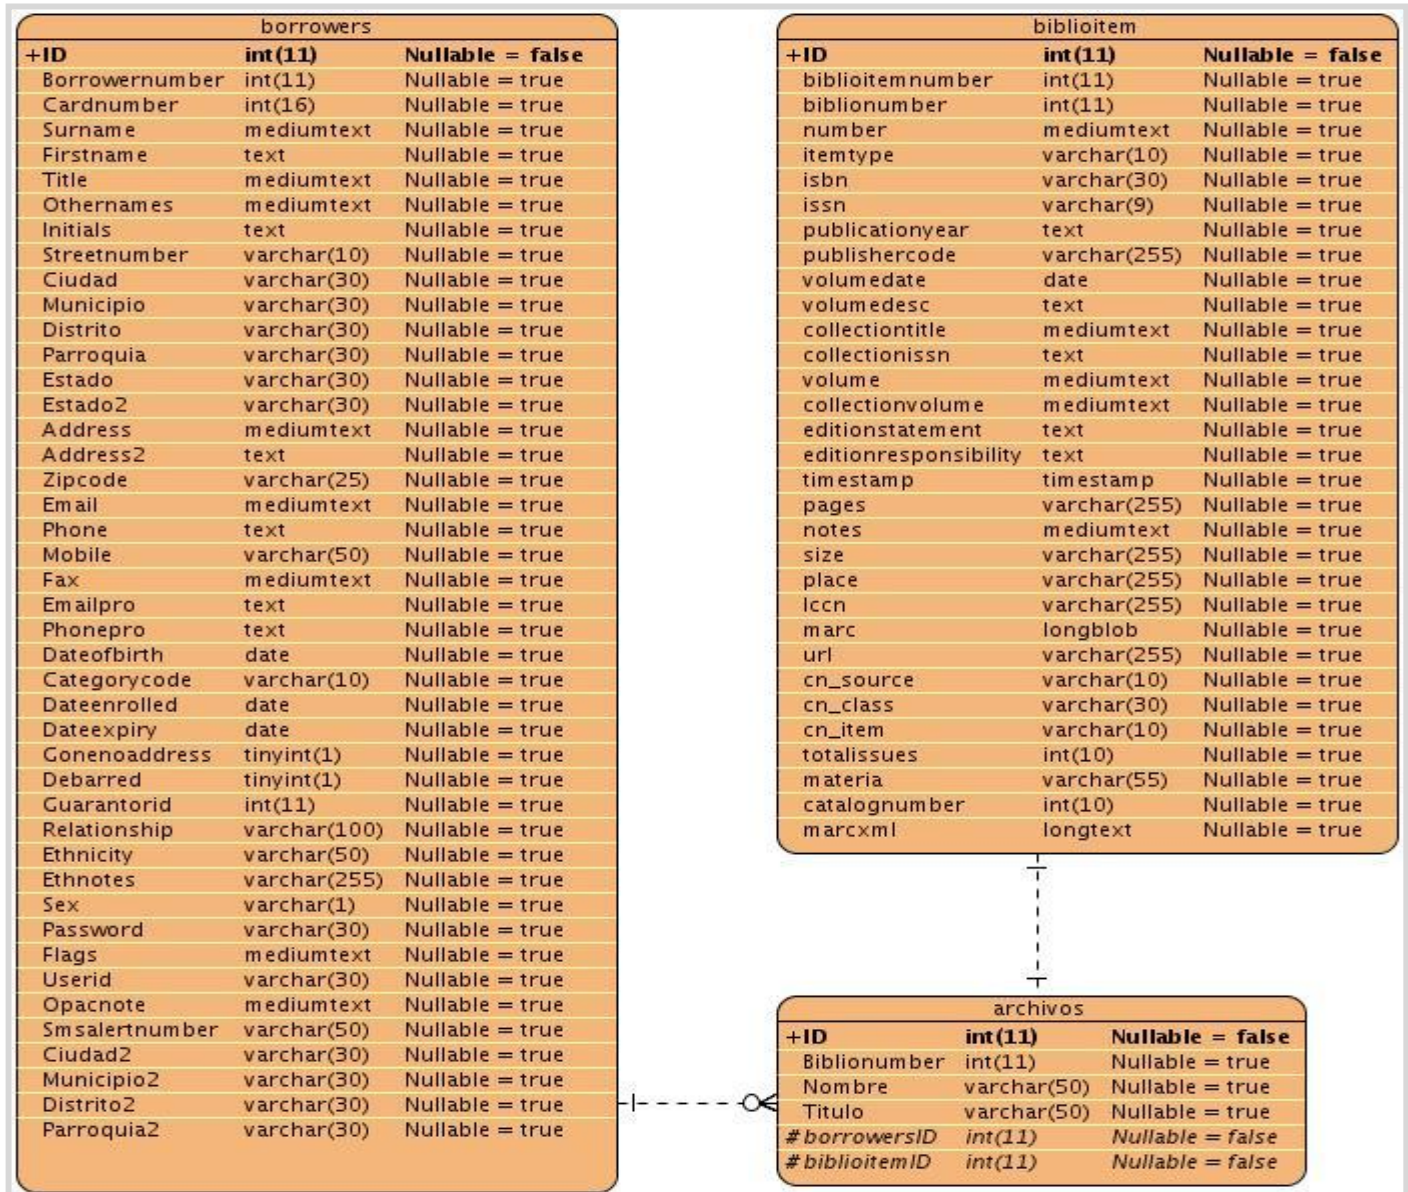 borrowers
+ID int(11) Nullable = false
Borrowernumber int(11) Nullable = true
Cardnumber int(16) Nullable = true
Surname mediumtext Nullable = true
Firstname text Nullable = true
Title mediumtext Nullable = true
Othernames mediumtext Nullable = true
Initials text Nullable = true
Streetnumber varchar(10) Nullable = true
Ciudad varchar(30) Nullable = true
Municipio varchar(30) Nullable = true
Distrito varchar(30) Nullable = true
Parroquia varchar(30) Nullable = true
Estado varchar(30) Nullable = true
Estado2 varchar(30) Nullable = true
Address mediumtext Nullable = true
Address2 text Nullable = true
Zipcode varchar(25) Nullable = true
Email mediumtext Nullable = true
Phone text Nullable = true
Mobile varchar(50) Nullable = true
Fax mediumtext Nullable = true
Emailpro text Nullable = true
Phonepro text Nullable = true
Dateofbirth date Nullable = true
Categorycode varchar(10) Nullable = true
Dateenrolled date Nullable = true
Dateexpiry date Nullable = true
Gonenoaddress tinyint(1) Nullable = true
Debarred tinyint(1) Nullable = true
Guarantorid int(11) Nullable = true
Relationship varchar(100) Nullable = true
Ethnicity varchar(50) Nullable = true
Ethnotes varchar(255) Nullable = true
Sex varchar(1) Nullable = true
Password varchar(30) Nullable = true
Flags mediumtext Nullable = true
Userid varchar(30) Nullable = true
Opacnote mediumtext Nullable = true
Smsalertnumber varchar(50) Nullable = true
Ciudad2 varchar(30) Nullable = true
Municipio2 varchar(30) Nullable = true
Distrito2 varchar(30) Nullable = true
Parroquia2 varchar(30) Nullable = true
biblioitem
+ID int(11) Nullable = false
biblioitemnumber int(11) Nullable = true
biblionumber int(11) Nullable = true
number mediumtext Nullable = true
itemtype varchar(10) Nullable = true
isbn varchar(30) Nullable = true
issn varchar(9) Nullable = true
publicationyear text Nullable = true
publishercode varchar(255) Nullable = true
volumedate date Nullable = true
volumedesc text Nullable = true
collectiontitle mediumtext Nullable = true
collectionissn text Nullable = true
volume mediumtext Nullable = true
collectionvolume mediumtext Nullable = true
editionstatement text Nullable = true
editionresponsibility text Nullable = true
timestamp timestamp Nullable = true
pages varchar(255) Nullable = true
notes mediumtext Nullable = true
size varchar(255) Nullable = true
place varchar(255) Nullable = true
lccn varchar(255) Nullable = true
marc longblob Nullable = true
url varchar(255) Nullable = true
cn_source varchar(10) Nullable = true
cn_class varchar(30) Nullable = true
cn_item varchar(10) Nullable = true
totalissues int(10) Nullable = true
materia varchar(55) Nullable = true
catalognumber int(10) Nullable = true
marcxml longtext Nullable = true
archivos
+ID int(11) Nullable = false
Biblionumber int(11) Nullable = true
Nombre varchar(50) Nullable = true
Titulo varchar(50) Nullable = true
#borrowersID int(11) Nullable = false
#biblioitemID int(11) Nullable = false